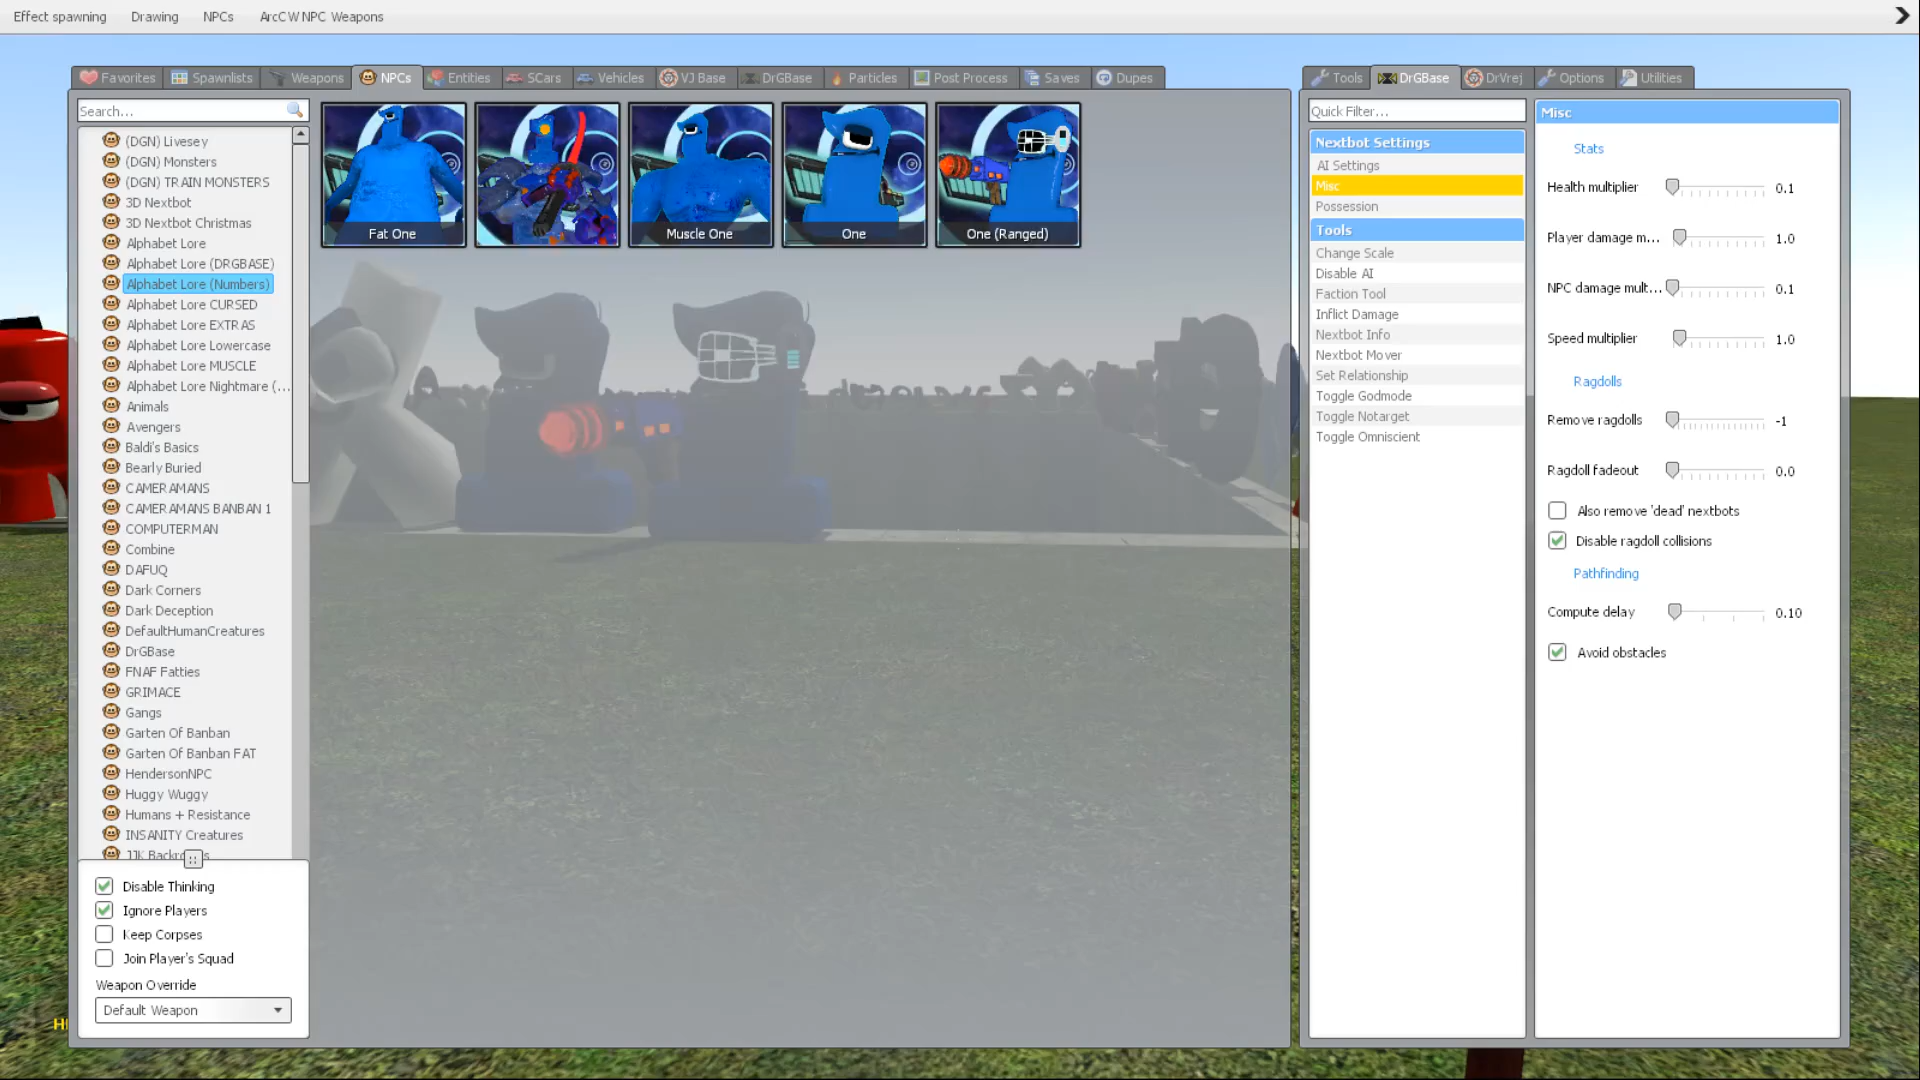 Effect spawning Drawing NPCs ArcCW NPC Weapons
Favorites Spawnlists Weapons NPCs Entities SCars Vehicles VJ Base DrGBase Particles Post Process Saves Dupes
Search...
(DGN) Livesey
(DGN) Monsters
(DGN) TRAIN MONSTERS
3D Nextbot
3D Nextbot Christmas
Alphabet Lore
Alphabet Lore (DRGBASE)
Alphabet Lore (Numbers)
Alphabet Lore CURSED
Alphabet Lore EXTRAS
Alphabet Lore Lowercase
Alphabet Lore MUSCLE
Alphabet Lore Nightmare (...
Animals
Avengers
Baldi's Basics
Bearly Buried
CAMERAMANS
CAMERAMANS BANBAN 1
COMPUTERMAN
Combine
DAFUQ
Dark Corners
Dark Deception
DefaultHumanCreatures
DrGBase
FNAF Fatties
GRIMACE
Gangs
Garten Of Banban
Garten Of Banban FAT
HendersonNPC
Huggy Wuggy
Humans + Resistance
INSANITY Creatures
Disable Thinking
Ignore Players
Keep Corpses
Join Player's Squad
Weapon Override
Default Weapon
Fat One
Muscle One
One
One (Ranged)
Tools DrGBase DrVrej Options Utilities
Quick Filter...
Nextbot Settings
AI Settings
Misc
Possession
Tools
Change Scale
Disable AI
Faction Tool
Inflict Damage
Nextbot Info
Nextbot Mover
Set Relationship
Toggle Godmode
Toggle Notarget
Toggle Omniscient
Misc
Stats
Health multiplier 0.1
Player damage m... 1.0
NPC damage mult... 0.1
Speed multiplier 1.0
Ragdolls
Remove ragdolls -1
Ragdoll fadeout 0.0
Also remove 'dead' nextbots
Disable ragdoll collisions
Pathfinding
Compute delay 0.10
Avoid obstacles